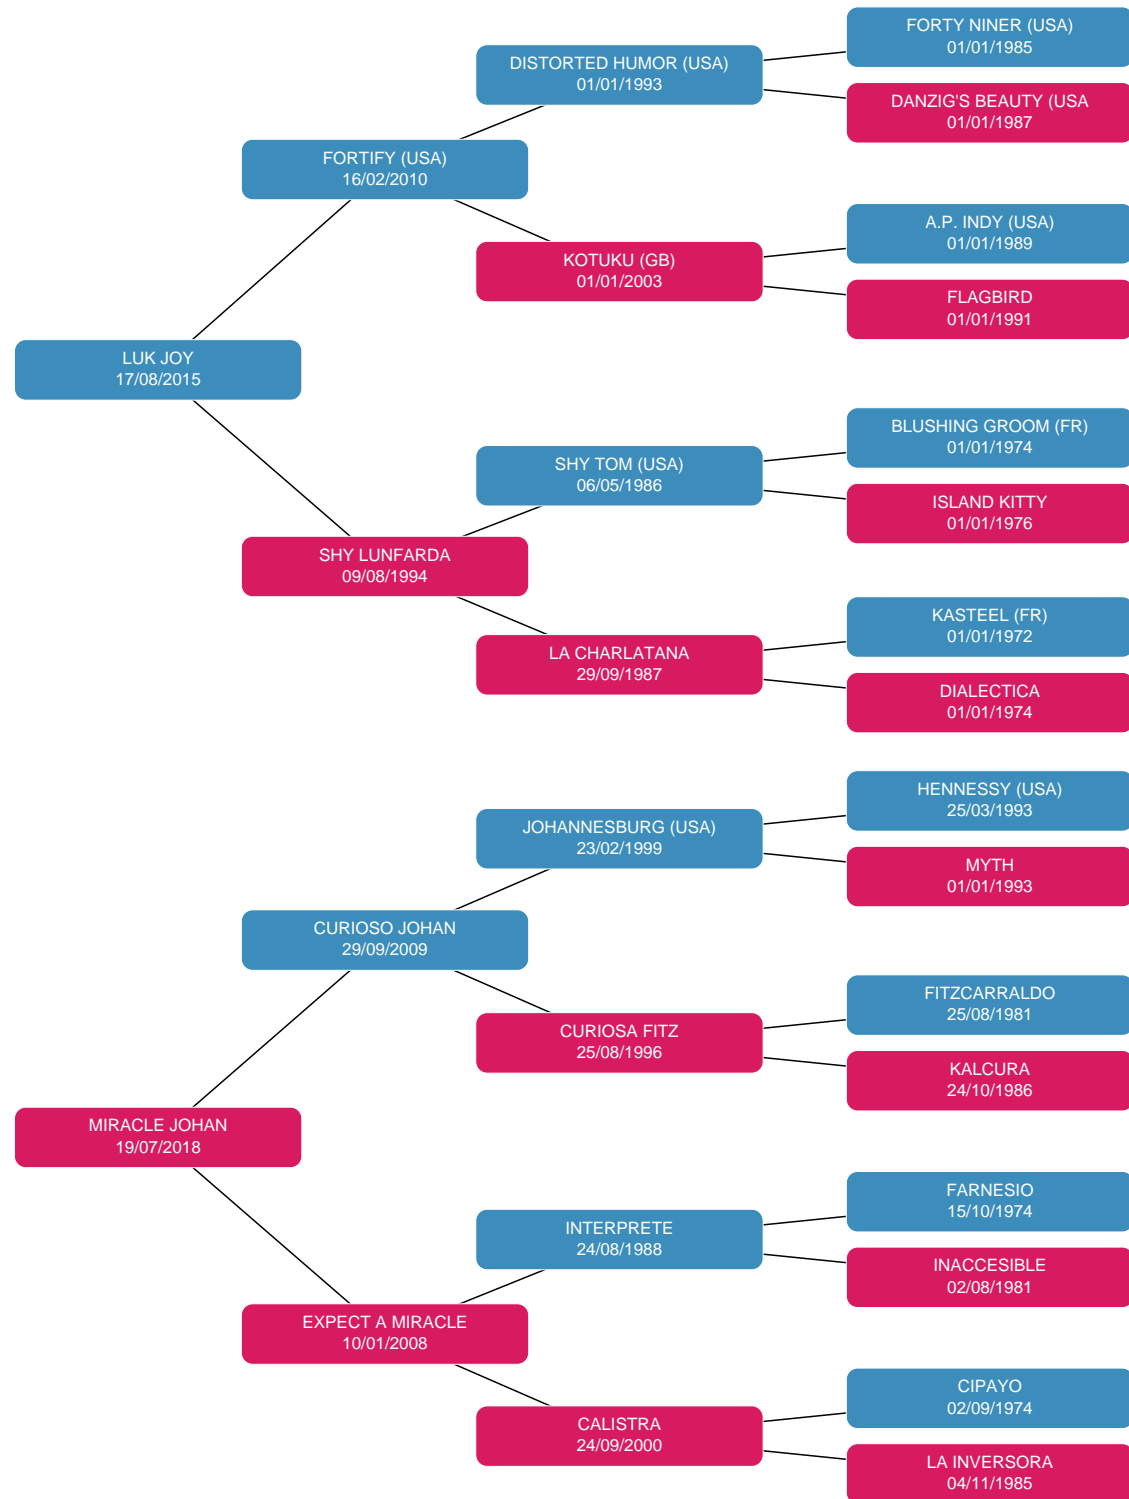 FORTY NINER (USA)
01/01/1985
DISTORTED HUMOR (USA)
01/01/1993
DANZIG'S BEAUTY (USA
01/01/1987
FORTIFY (USA)
16/02/2010
A.P. INDY (USA)
01/01/1989
KOTUKU (GB)
01/01/2003
FLAGBIRD
01/01/1991
LUK JOY
17/08/2015
BLUSHING GROOM (FR)
01/01/1974
SHY TOM (USA)
06/05/1986
ISLAND KITTY
01/01/1976
SHY LUNFARDA
09/08/1994
KASTEEL (FR)
01/01/1972
LA CHARLATANA
29/09/1987
DIALECTICA
01/01/1974
HENNESSY (USA)
25/03/1993
JOHANNESBURG (USA)
23/02/1999
MYTH
01/01/1993
CURIOSO JOHAN
29/09/2009
FITZCARRALDO
25/08/1981
CURIOSA FITZ
25/08/1996
KALCURA
24/10/1986
MIRACLE JOHAN
19/07/2018
FARNESIO
15/10/1974
INTERPRETE
24/08/1988
INACCESIBLE
02/08/1981
EXPECT A MIRACLE
10/01/2008
CIPAYO
02/09/1974
CALISTRA
24/09/2000
LA INVERSORA
04/11/1985